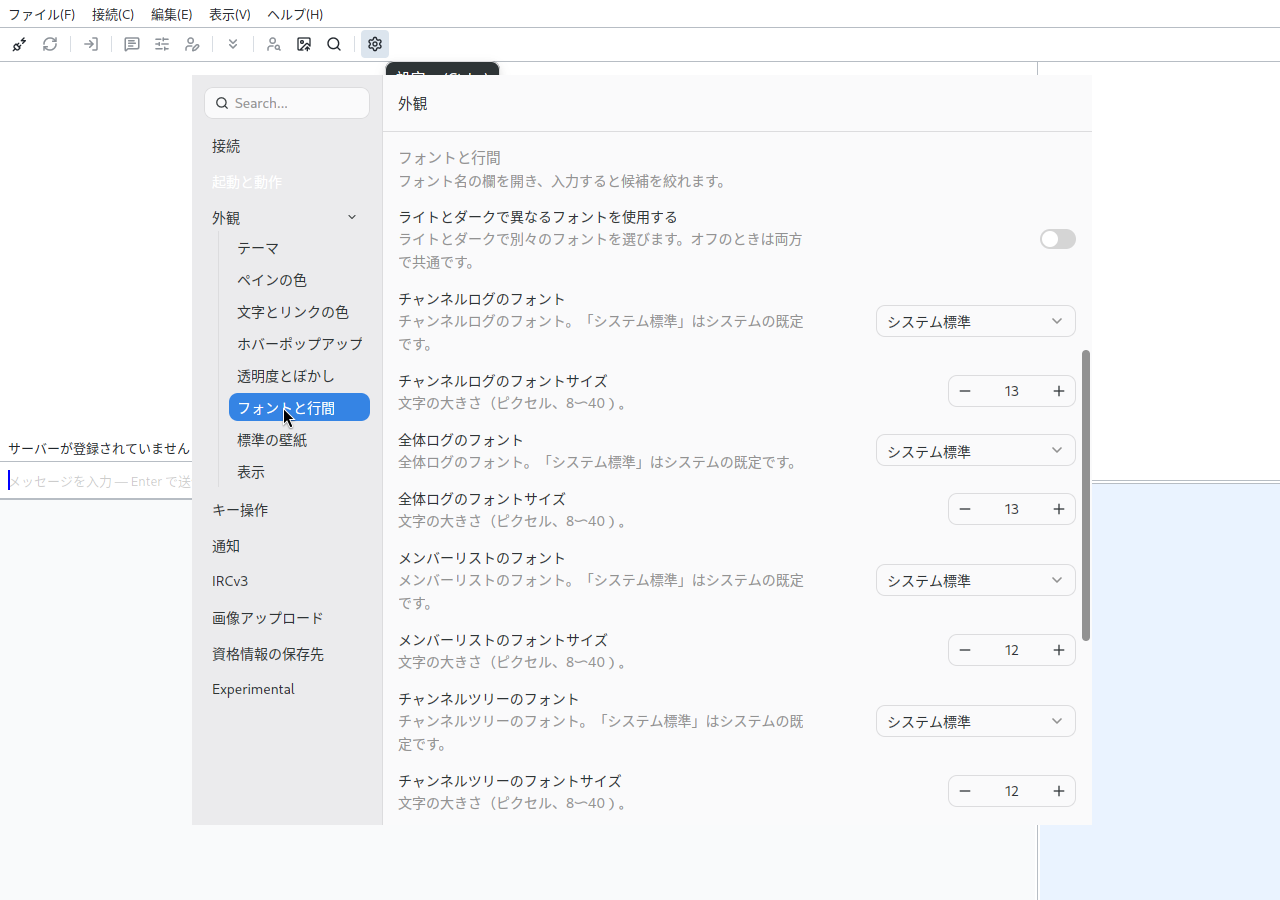 ファイル(F) 接続(C) 編集(E) 表示(V) ヘルプ(H)
Search...
外観
接続
起動と動作
外観
テーマ
ペインの色
文字とリンクの色
ホバーポップアップ
透明度とぼかし
フォントと行間
標準の壁紙
表示
キー操作
通知
IRCv3
画像アップロード
資格情報の保存先
Experimental
フォントと行間
フォント名の欄を開き、入力すると候補を絞れます。
ライトとダークで異なるフォントを使用する
ライトとダークで別々のフォントを選びます。オフのときは両方
で共通です。
チャンネルログのフォント
チャンネルログのフォント。「システム標準」はシステムの既定
です。
システム標準
チャンネルログのフォントサイズ
文字の大きさ（ピクセル、8〜40 ）。
13
全体ログのフォント
全体ログのフォント。「システム標準」はシステムの既定です。
システム標準
全体ログのフォントサイズ
文字の大きさ（ピクセル、8〜40 ）。
13
メンバーリストのフォント
メンバーリストのフォント。「システム標準」はシステムの既定
です。
システム標準
メンバーリストのフォントサイズ
文字の大きさ（ピクセル、8〜40 ）。
12
チャンネルツリーのフォント
チャンネルツリーのフォント。「システム標準」はシステムの既
定です。
システム標準
チャンネルツリーのフォントサイズ
文字の大きさ（ピクセル、8〜40 ）。
12
サーバーが登録されていません
メッセージを入力 — Enter で送